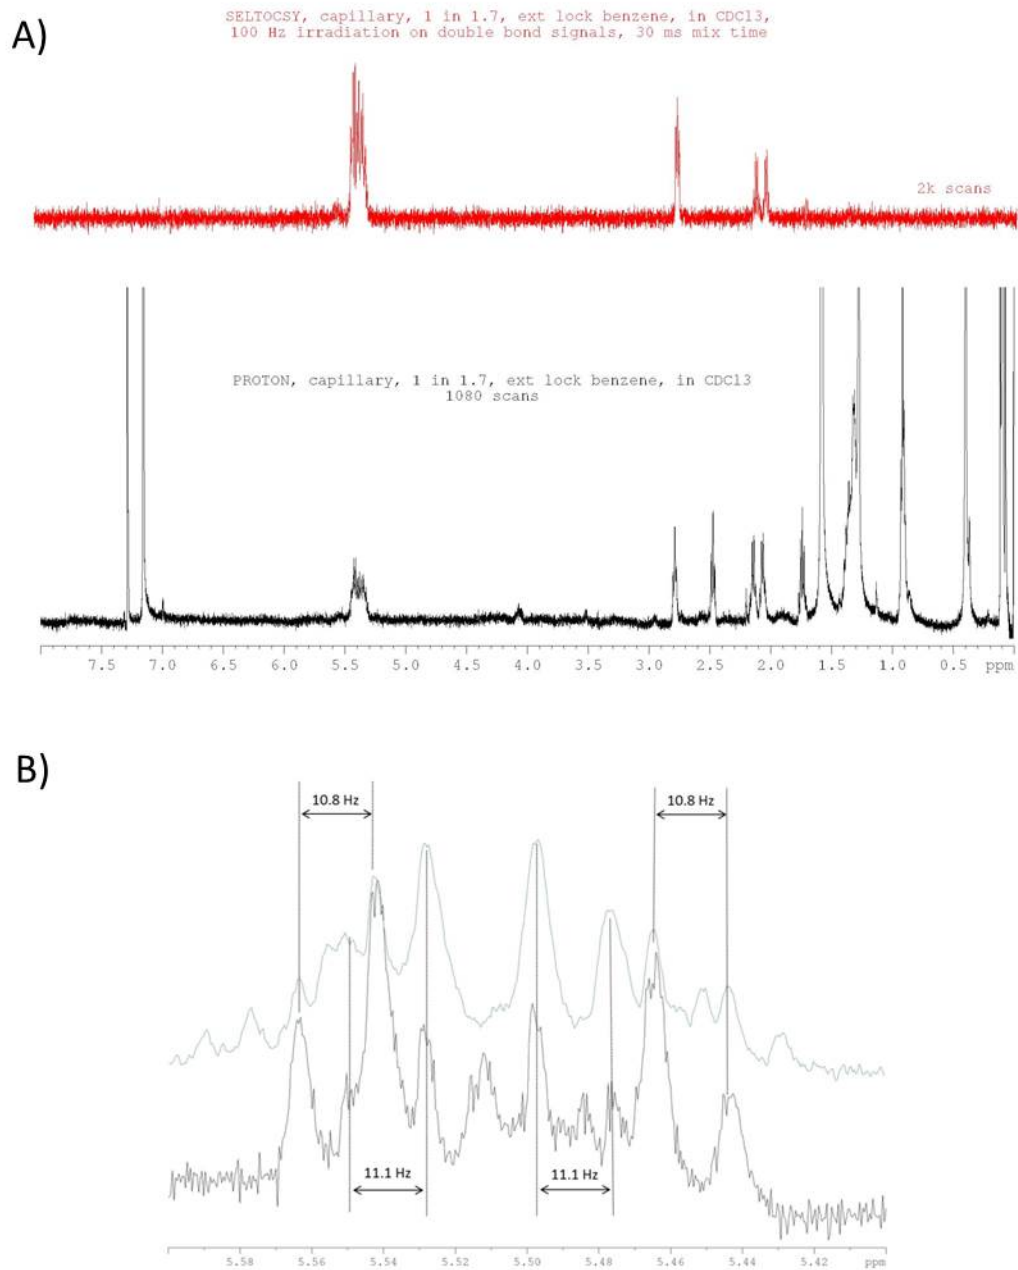 A)
SELTOCSY, capillary, 1 in 1.7, ext lock benzene, in CDCl3,
100 Hz irradiation on double bond signals, 30 ms mix time
2k scans
PROTON, capillary, 1 in 1.7, ext lock benzene, in CDCl3
1080 scans
7.5 7.0 6.5 6.0 5.5 5.0 4.5 4.0 3.5 3.0 2.5 2.0 1.5 1.0 0.5 ppm
B)
10.8 Hz 10.8 Hz
11.1 Hz 11.1 Hz
5.58 5.56 5.54 5.52 5.50 5.48 5.46 5.44 5.42 ppm